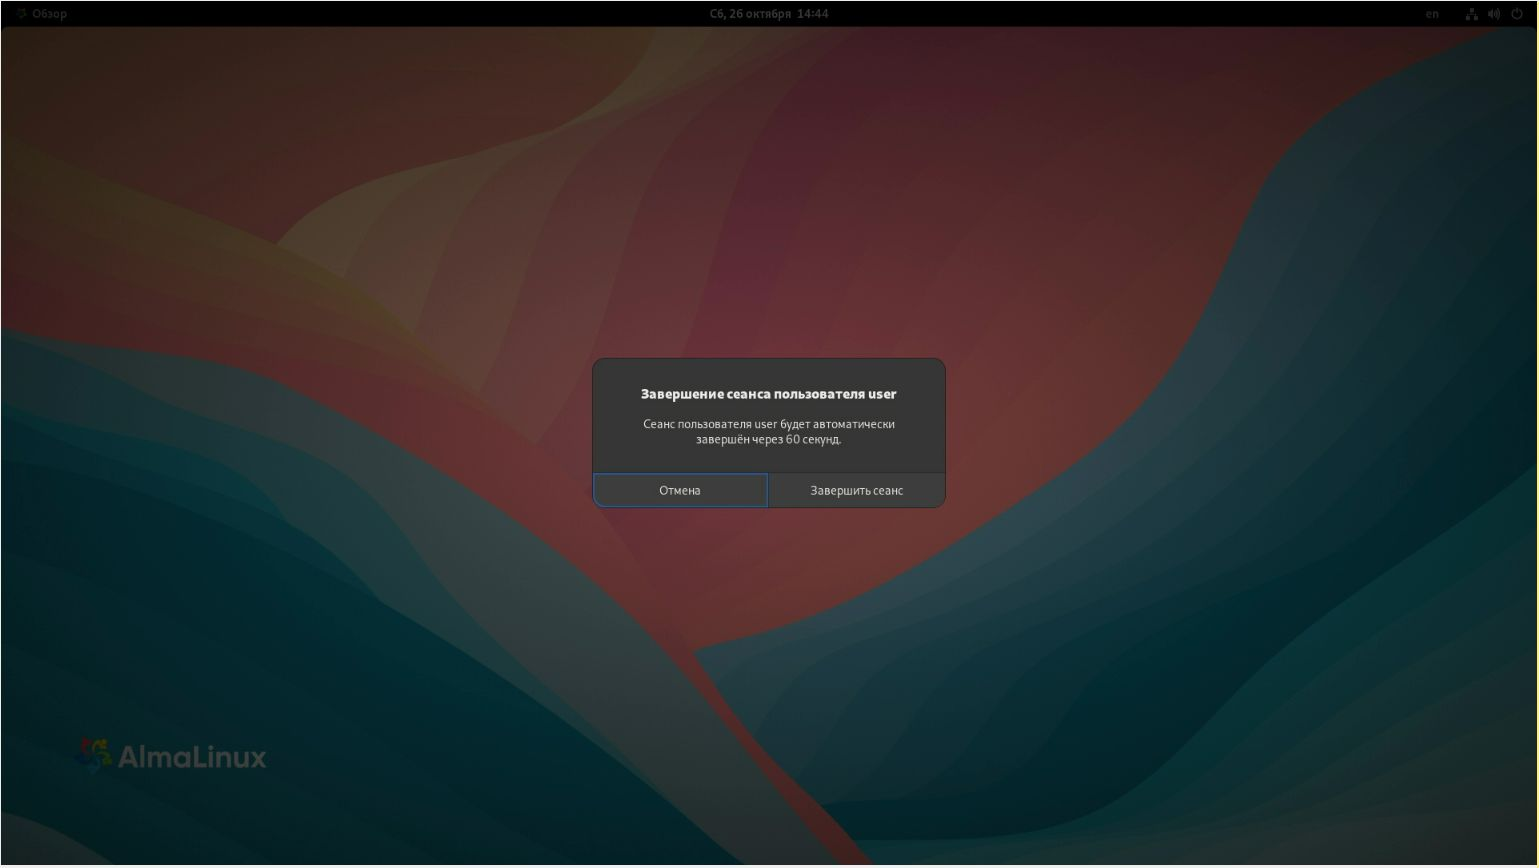 Обзор
Сб, 26 октября 14:44
en
Завершение сеанса пользователя user
Сеанс пользователя user будет автоматически
завершён через 60 секунд.
Отмена
Завершить сеанс
AlmaLinux